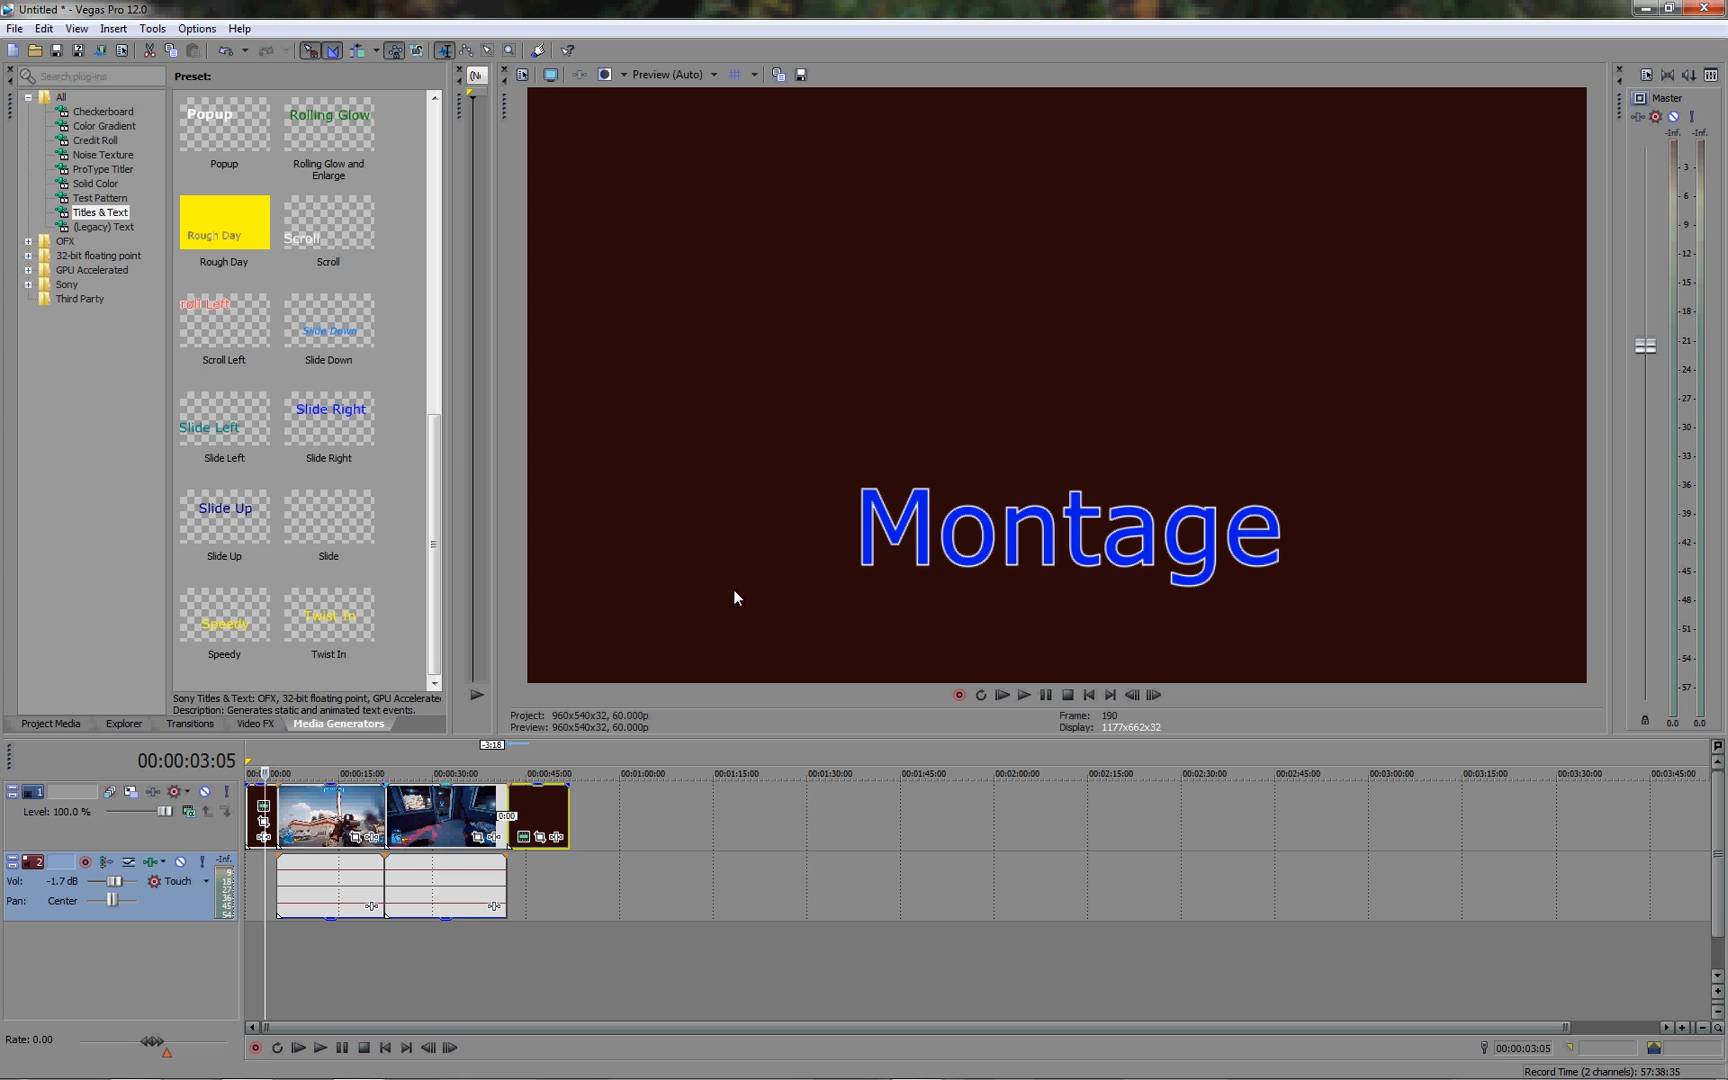 Untitled * - Vegas Pro 12.0
File Edit View Insert Tools Options Help
Search plug-ins
Preset:
Preview (Auto)
Master
All
Checkerboard
Color Gradient
Credit Roll
Noise Texture
ProType Titler
Solid Color
Test Pattern
Titles & Text
(Legacy) Text
OFX
32-bit floating point
GPU Accelerated
Sony
Third Party
Popup
Rolling Glow
Popup
Rolling Glow and
Enlarge
Rough Day
Scroll
Rough Day
Scroll
roll Left
Slide Down
Scroll Left
Slide Down
Slide Left
Slide Right
Slide Left
Slide Right
Slide Up
Slide Up
Slide
Speedy
Twist In
Speedy
Twist In
Montage
-Inf. -Inf.
3
6
9
12
15
18
21
24
27
30
33
36
39
42
45
48
51
54
57
0.0 0.0
Sony Titles & Text: OFX, 32-bit floating point, GPU Accelerate
Description: Generates static and animated text events.
Project Media Explorer Transitions Video FX Media Generators
Project: 960x540x32, 60.000p
Preview: 960x540x32, 60.000p
Frame: 190
Display: 1177x662x32
00:00:03:05
-3:18
00:00:15:00 00:00:30:00 00:00:45:00 00:01:00:00 00:01:15:00 00:01:30:00 00:01:45:00 00:02:00:00 00:02:15:00 00:02:30:00 00:02:45:00 00:03:00:00 00:03:15:00 00:03:30:00 00:03:45:00
1
Level: 100.0 %
0:00
2
-Inf.
9
18
27
36
45
54
Vol: -1.7 dB Touch
Pan: Center
Rate: 0.00
00:00:03:05
Record Time (2 channels): 57:38:35